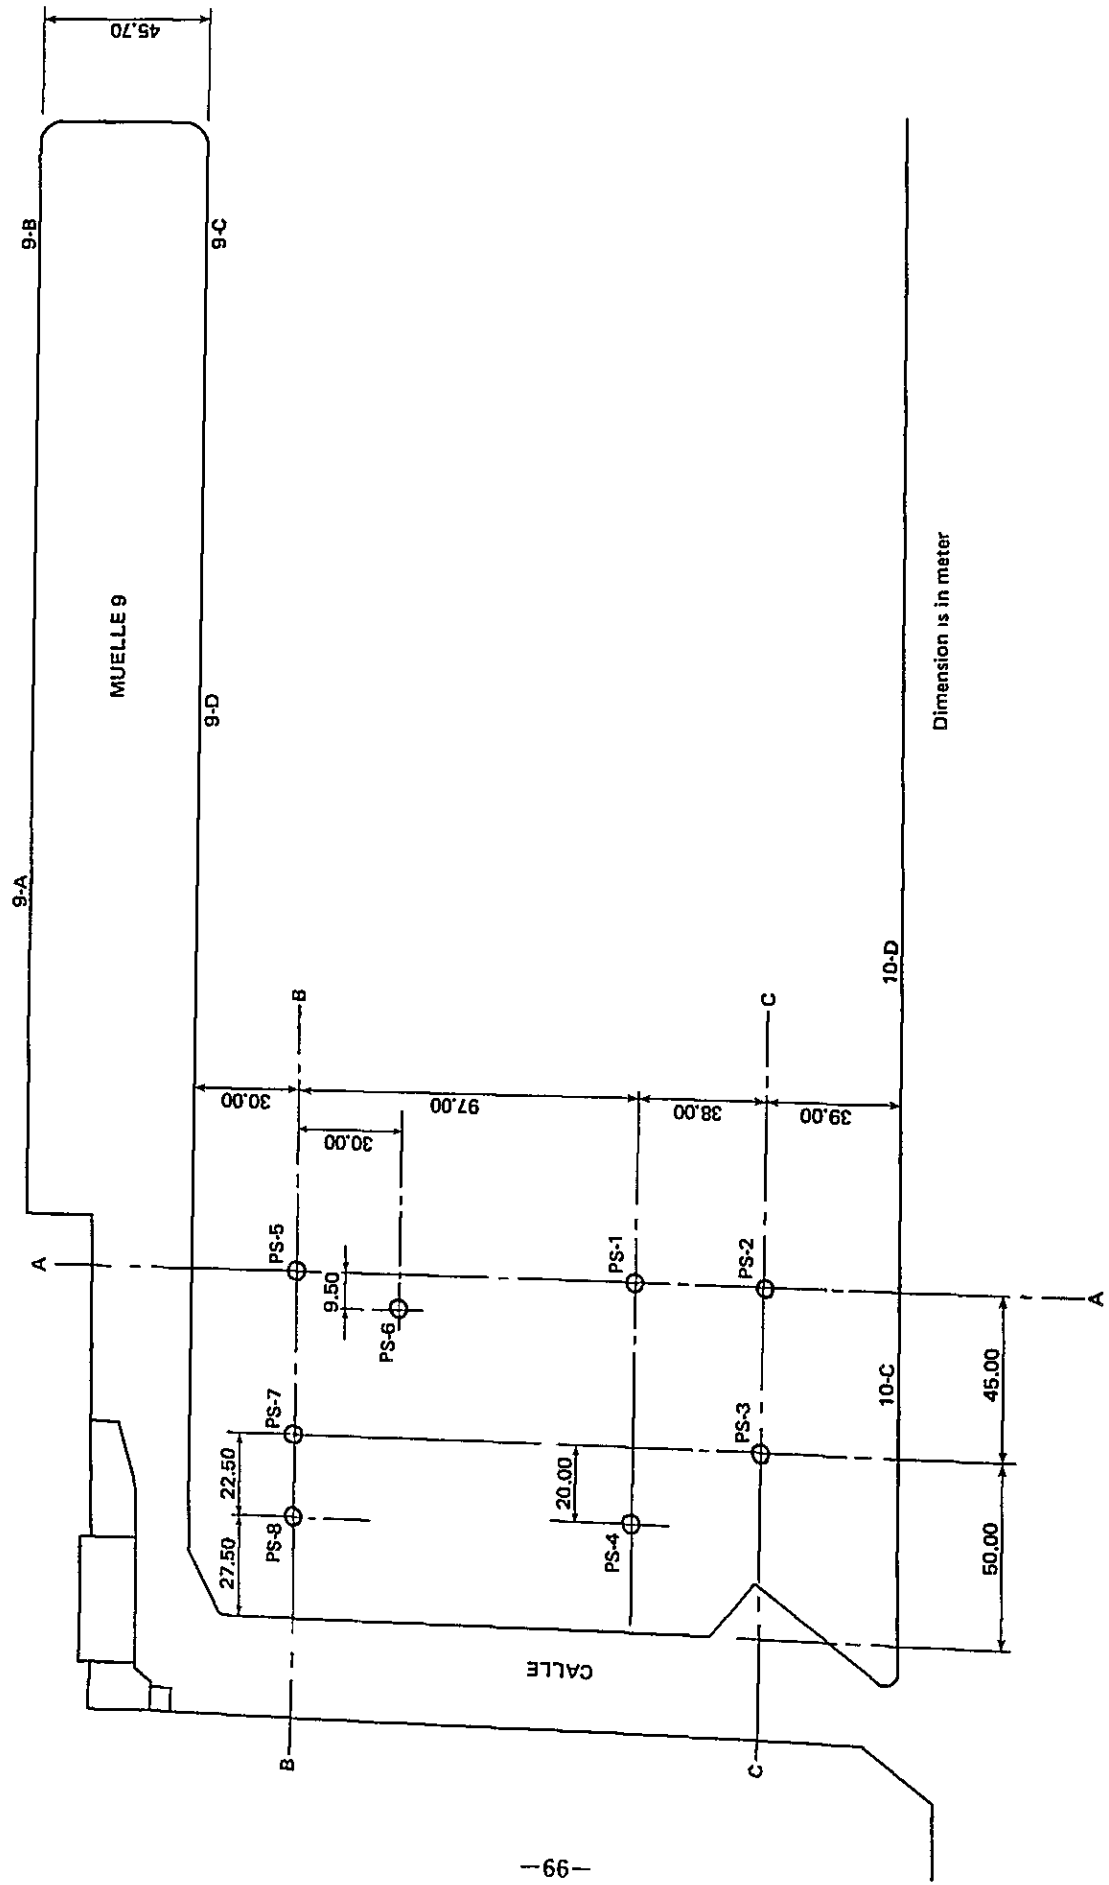 45.70
9-B
9-C
MUELLE 9
9-A
9-D
Dimension is in meter
10-D
B
C
30.00
97.00
38.00
39.00
30.00
A
PS-5
PS-1
PS-2
9.50
PS-6
A
PS-7
PS-3
10-C
45.00
22.50
20.00
PS-8
PS-4
27.50
50.00
CALLE
B
C
-99-